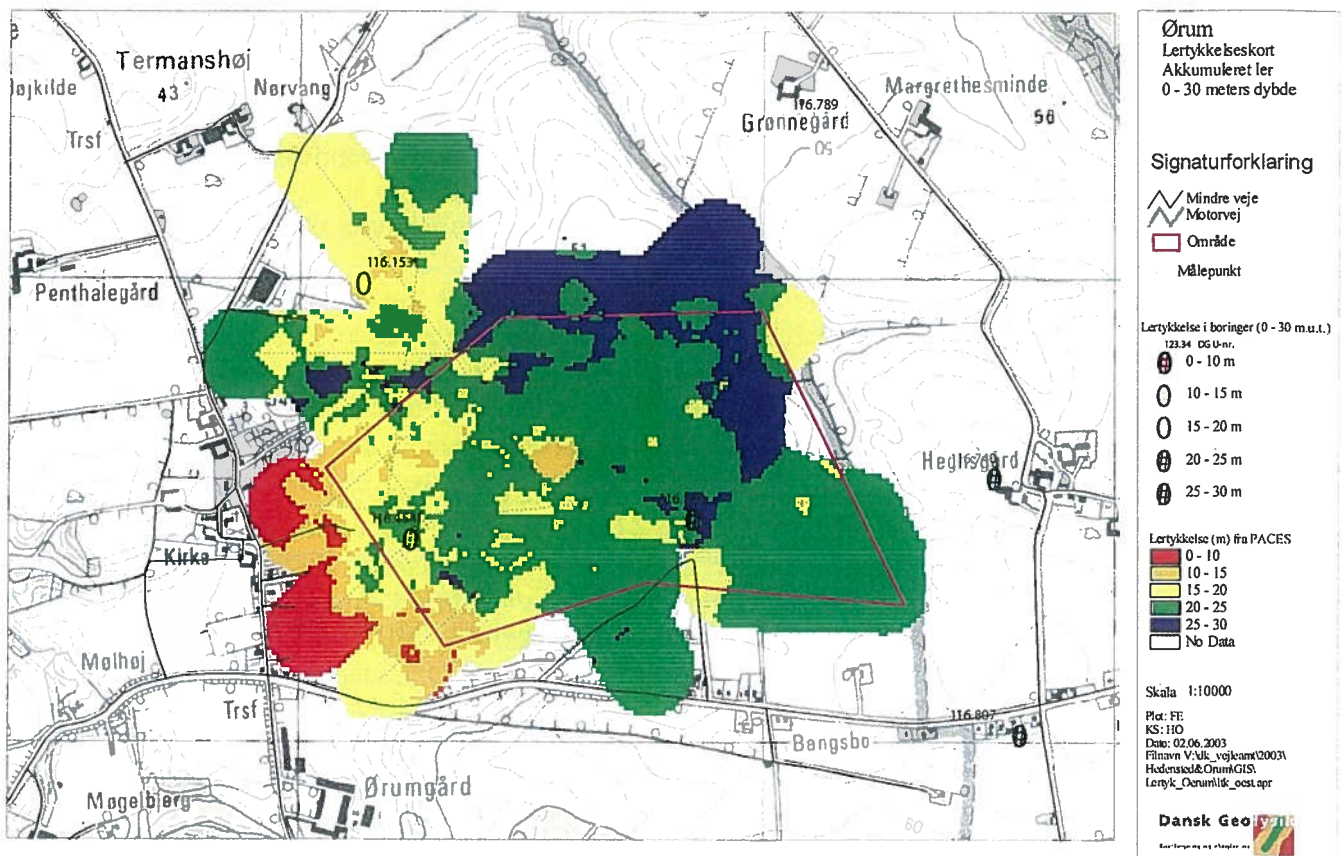 Termanshøj
43
Nørvang
Trsf
Penthalegård
116.153
116.789
Grønnegård
50
Margrethesminde
56
Kirke
Mølhøj
Trsf
Møgelbjerg
Ørumgård
Bangsbo
116.807
60
Ørum
Lertykkelseskort
Akkumuleret ler
0 - 30 meters dybde
Signaturforklaring
Mindre veje
Motorvej
Område
Målepunkt
Lertykkelse i boringer (0 - 30 m.u.t.)
123.34 DGU-nr.
0 - 10 m
10 - 15 m
15 - 20 m
20 - 25 m
25 - 30 m
Lertykkelse (m) fra PACES
0 - 10
10 - 15
15 - 20
20 - 25
25 - 30
No Data
Skala 1:10000
Plot: FE
KS: HO
Dato: 02.06.2003
Dansk Geo